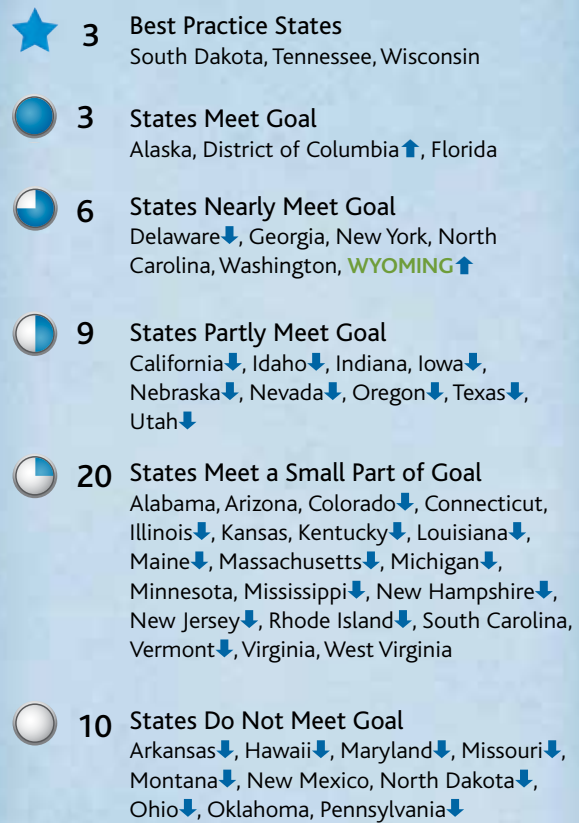 3 Best Practice States
South Dakota, Tennessee, Wisconsin
3 States Meet Goal
Alaska, District of Columbia⬆, Florida
6 States Nearly Meet Goal
Delaware⬇, Georgia, New York, North
Carolina, Washington, WYOMING⬆
9 States Partly Meet Goal
California⬇, Idaho⬇, Indiana, Iowa⬇,
Nebraska⬇, Nevada⬇, Oregon⬇, Texas⬇,
Utah⬇
20 States Meet a Small Part of Goal
Alabama, Arizona, Colorado⬇, Connecticut,
Illinois⬇, Kansas, Kentucky⬇, Louisiana⬇,
Maine⬇, Massachusetts⬇, Michigan⬇,
Minnesota, Mississippi⬇, New Hampshire⬇,
New Jersey⬇, Rhode Island⬇, South Carolina,
Vermont⬇, Virginia, West Virginia
10 States Do Not Meet Goal
Arkansas⬇, Hawaii⬇, Maryland⬇, Missouri⬇,
Montana⬇, New Mexico, North Dakota⬇,
Ohio⬇, Oklahoma, Pennsylvania⬇